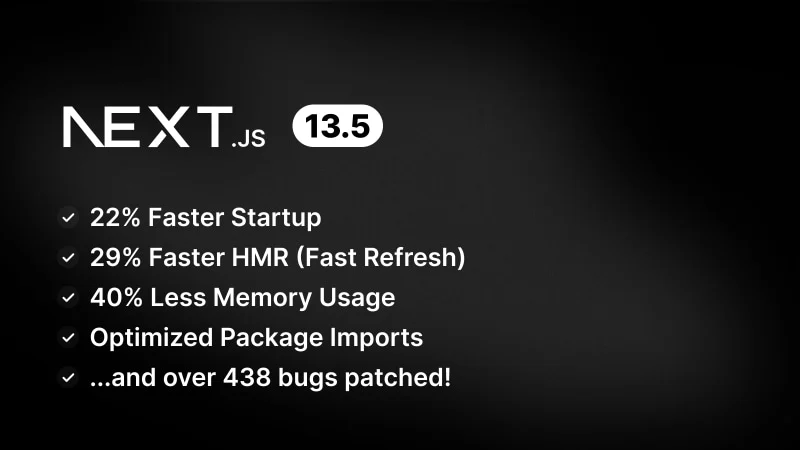 NEXT.JS 13.5
22% Faster Startup
29% Faster HMR (Fast Refresh)
40% Less Memory Usage
Optimized Package Imports
...and over 438 bugs patched!